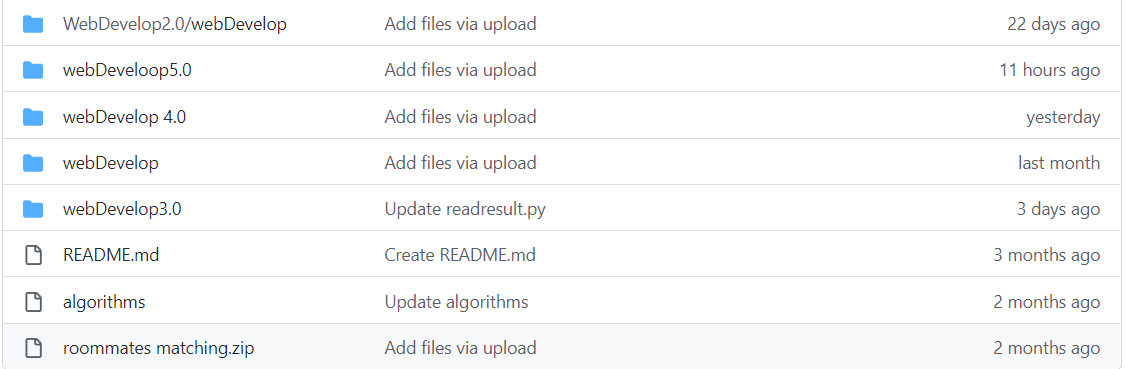 WebDevelop2.0/webDevelop Add files via upload 22 days ago
webDeveloop5.0 Add files via upload 11 hours ago
webDevelop 4.0 Add files via upload yesterday
webDevelop Add files via upload last month
webDevelop3.0 Update readresult.py 3 days ago
README.md Create README.md 3 months ago
algorithms Update algorithms 2 months ago
roommates matching.zip Add files via upload 2 months ago